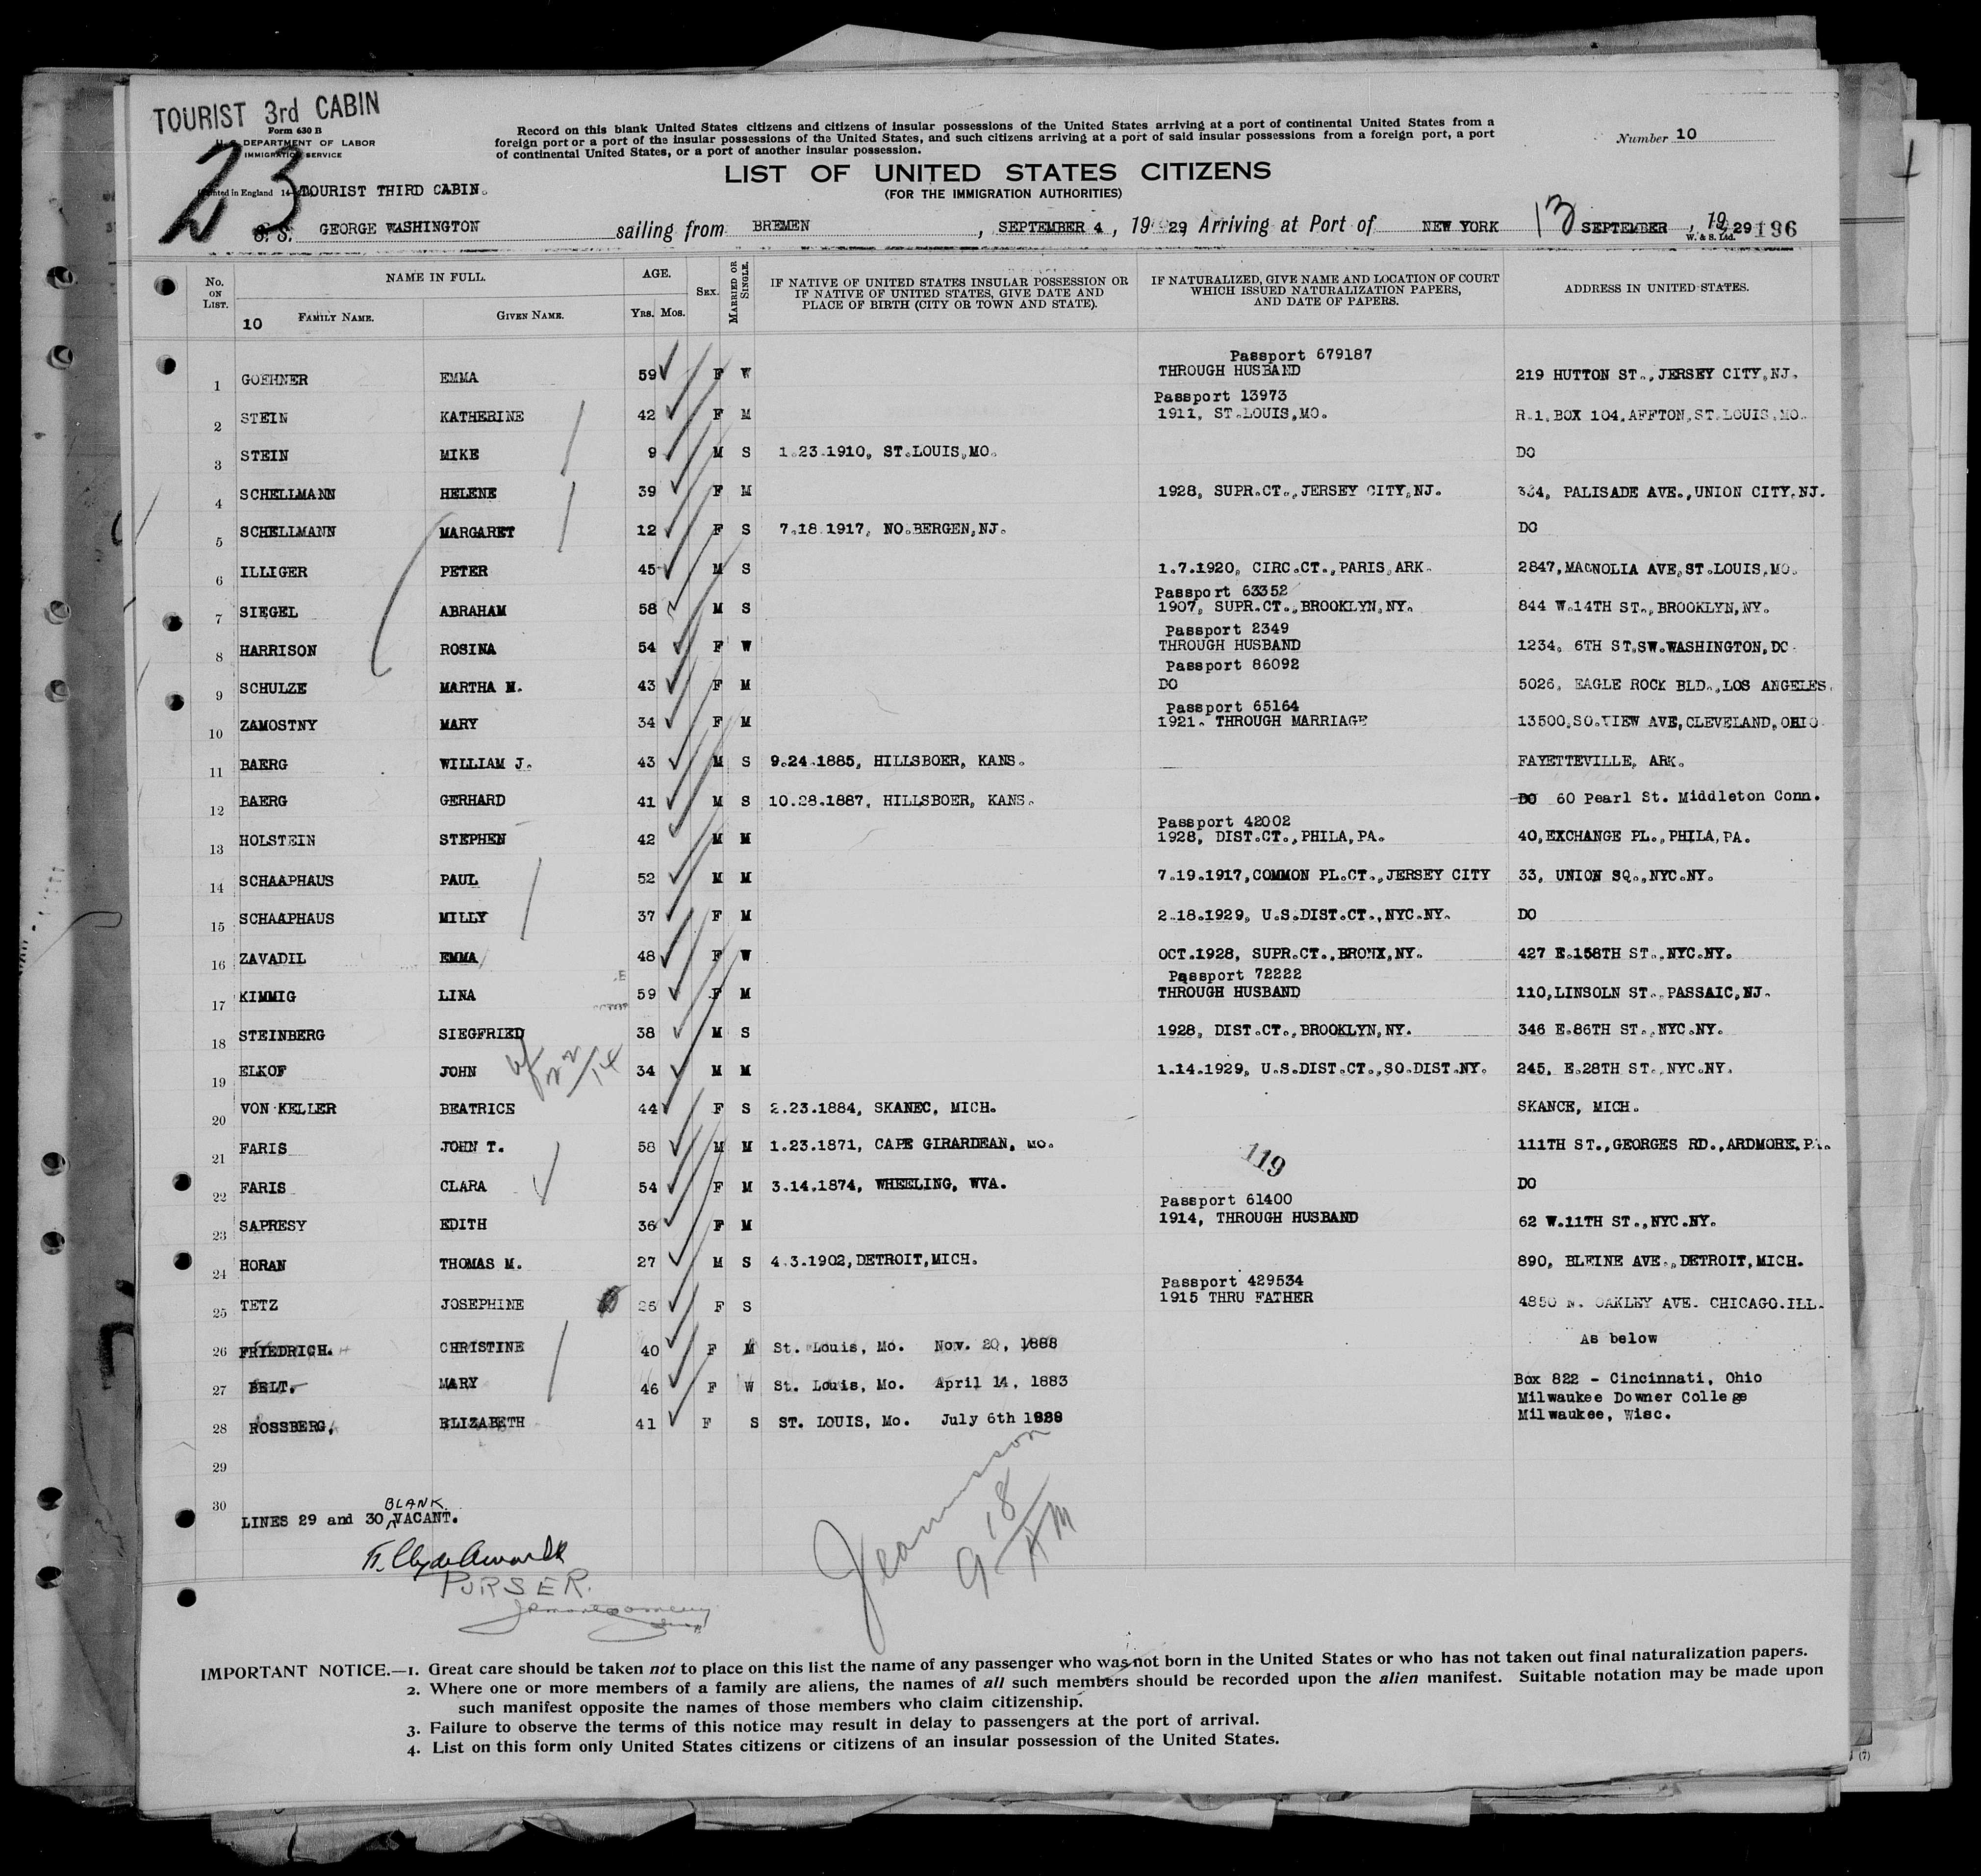 TOURIST 3rd CABIN
Form 630 B
U. S. DEPARTMENT OF LABOR
IMMIGRATION SERVICE
23
Printed in England
TOURIST THIRD CABIN.
Record on this blank United States citizens and citizens of insular possessions of the United States arriving at a port of continental United States from a
foreign port or a port of the insular possessions of the United States, and such citizens arriving at a port of said insular possessions from a foreign port, a port
of continental United States, or a port of another insular possession.
Number 10
LIST OF UNITED STATES CITIZENS
(FOR THE IMMIGRATION AUTHORITIES)
S. S. GEORGE WASHINGTON sailing from BREMEN , SEPTEMBER 4 , 1929 Arriving at Port of NEW YORK 13 SEPTEMBER , 1929 196
W. & S. Ltd.
No. ON LIST. NAME IN FULL. AGE. SEX. MARRIED OR SINGLE. IF NATIVE OF UNITED STATES INSULAR POSSESSION OR IF NATIVE OF UNITED STATES, GIVE DATE AND PLACE OF BIRTH (CITY OR TOWN AND STATE). IF NATURALIZED, GIVE NAME AND LOCATION OF COURT WHICH ISSUED NATURALIZATION PAPERS, AND DATE OF PAPERS. ADDRESS IN UNITED STATES.
10 FAMILY NAME. GIVEN NAME. YRS. MOS.
Passport 679187
1 GOEHNER EMMA 59 F W THROUGH HUSBAND 219 HUTTON ST., JERSEY CITY, NJ.
Passport 13973
2 STEIN KATHERINE 42 F M 1911, ST.LOUIS, MO. R.1, BOX 104, AFFTON, ST.LOUIS, MO.
3 STEIN MIKE 9 M S 1.23.1910, ST.LOUIS, MO. DO
4 SCHELLMANN HELENE 39 F M 1928, SUPR.CT., JERSEY CITY, NJ. 364, PALISADE AVE., UNION CITY, NJ.
5 SCHELLMANN MARGARET 12 F S 7.18.1917, NO.BERGEN, NJ. DO
6 ILLIGER PETER 45 M S 1.7.1920, CIRC.CT., PARIS, ARK. 2847, MAGNOLIA AVE, ST.LOUIS, MO.
Passport 63352
7 SIEGEL ABRAHAM 58 M S 1907, SUPR.CT., BROOKLYN, NY. 844 W.14TH ST., BROOKLYN, NY.
Passport 2349
8 HARRISON ROSINA 54 F W THROUGH HUSBAND 1234, 6TH ST.SW.WASHINGTON, DC.
Passport 86092
9 SCHULZE MARTHA M. 43 F M DO 5026, EAGLE ROCK BLD., LOS ANGELES.
Passport 65164
10 ZAMOSTNY MARY 34 F M 1921. THROUGH MARRIAGE 13500, SO.VIEW AVE, CLEVELAND, OHIO
11 BAERG WILLIAM J. 43 M S 9.24.1885, HILLSBOER, KANS. FAYETTEVILLE, ARK.
12 BAERG GERHARD 41 M S 10.28.1887, HILLSBOER, KANS. DO 60 Pearl St. Middleton Conn.
Passport 42002
13 HOLSTEIN STEPHEN 42 M M 1928, DIST.CT., PHILA, PA. 40, EXCHANGE PL., PHILA, PA.
14 SCHAAPHAUS PAUL 52 M M 7.19.1917, COMMON PL.CT., JERSEY CITY 33, UNION SQ., NYC.NY.
15 SCHAAPHAUS MILLY 37 F M 2.18.1929, U.S.DIST.CT., NYC.NY. DO
16 ZAVADIL EMMA 48 F W OCT.1928, SUPR.CT., BRONX, NY. 427 E.158TH ST., NYC.NY.
Passport 72222
17 KIMMIG LINA 59 F M THROUGH HUSBAND 110, LINSOLN ST., PASSAIC, NJ.
18 STEINBERG SIEGFRIED 38 M S 1928, DIST.CT., BROOKLYN, NY. 346 E.86TH ST., NYC.NY.
19 ELKOF JOHN 34 M M 1.14.1929, U.S.DIST.CT., SO.DIST.NY. 245, E.28TH ST., NYC.NY.
20 VON KELLER BEATRICE 44 F S 2.23.1884, SKANEC, MICH. SKANCE, MICH.
21 FARIS JOHN T. 58 M M 1.23.1871, CAPE GIRARDEAN, MO. 119 111TH ST., GEORGES RD., ARDMORE, PA.
22 FARIS CLARA 54 F M 3.14.1874, WHEELING, WVA. DO
Passport 61400
23 SAPRESY EDITH 36 F M 1914, THROUGH HUSBAND 62 W.11TH ST., NYC.NY.
24 HORAN THOMAS M. 27 M S 4.3.1902, DETROIT, MICH. 890, BLEINE AVE., DETROIT, MICH.
Passport 429534
25 TETZ JOSEPHINE 26 F S 1915 THRU FATHER 4850 N. OAKLEY AVE. CHICAGO.ILL.
26 FRIEDRICH. CHRISTINE 40 F M St. Louis, Mo. Nov. 20, 1888 As below
27 BELT. MARY 46 F W St. Louis, Mo. April 14, 1883 Box 822 - Cincinnati, Ohio
Milwaukee Downer College
28 ROSSBERG, ELIZABETH 41 F S ST. LOUIS, Mo. July 6th 1888 Milwaukee, Wisc.
29
30
BLANK.
LINES 29 and 30 VACANT.
PURSER.
9 18 AM
IMPORTANT NOTICE.—1. Great care should be taken not to place on this list the name of any passenger who was not born in the United States or who has not taken out final naturalization papers.
2. Where one or more members of a family are aliens, the names of all such members should be recorded upon the alien manifest. Suitable notation may be made upon
such manifest opposite the names of those members who claim citizenship.
3. Failure to observe the terms of this notice may result in delay to passengers at the port of arrival.
4. List on this form only United States citizens or citizens of an insular possession of the United States.
(7)